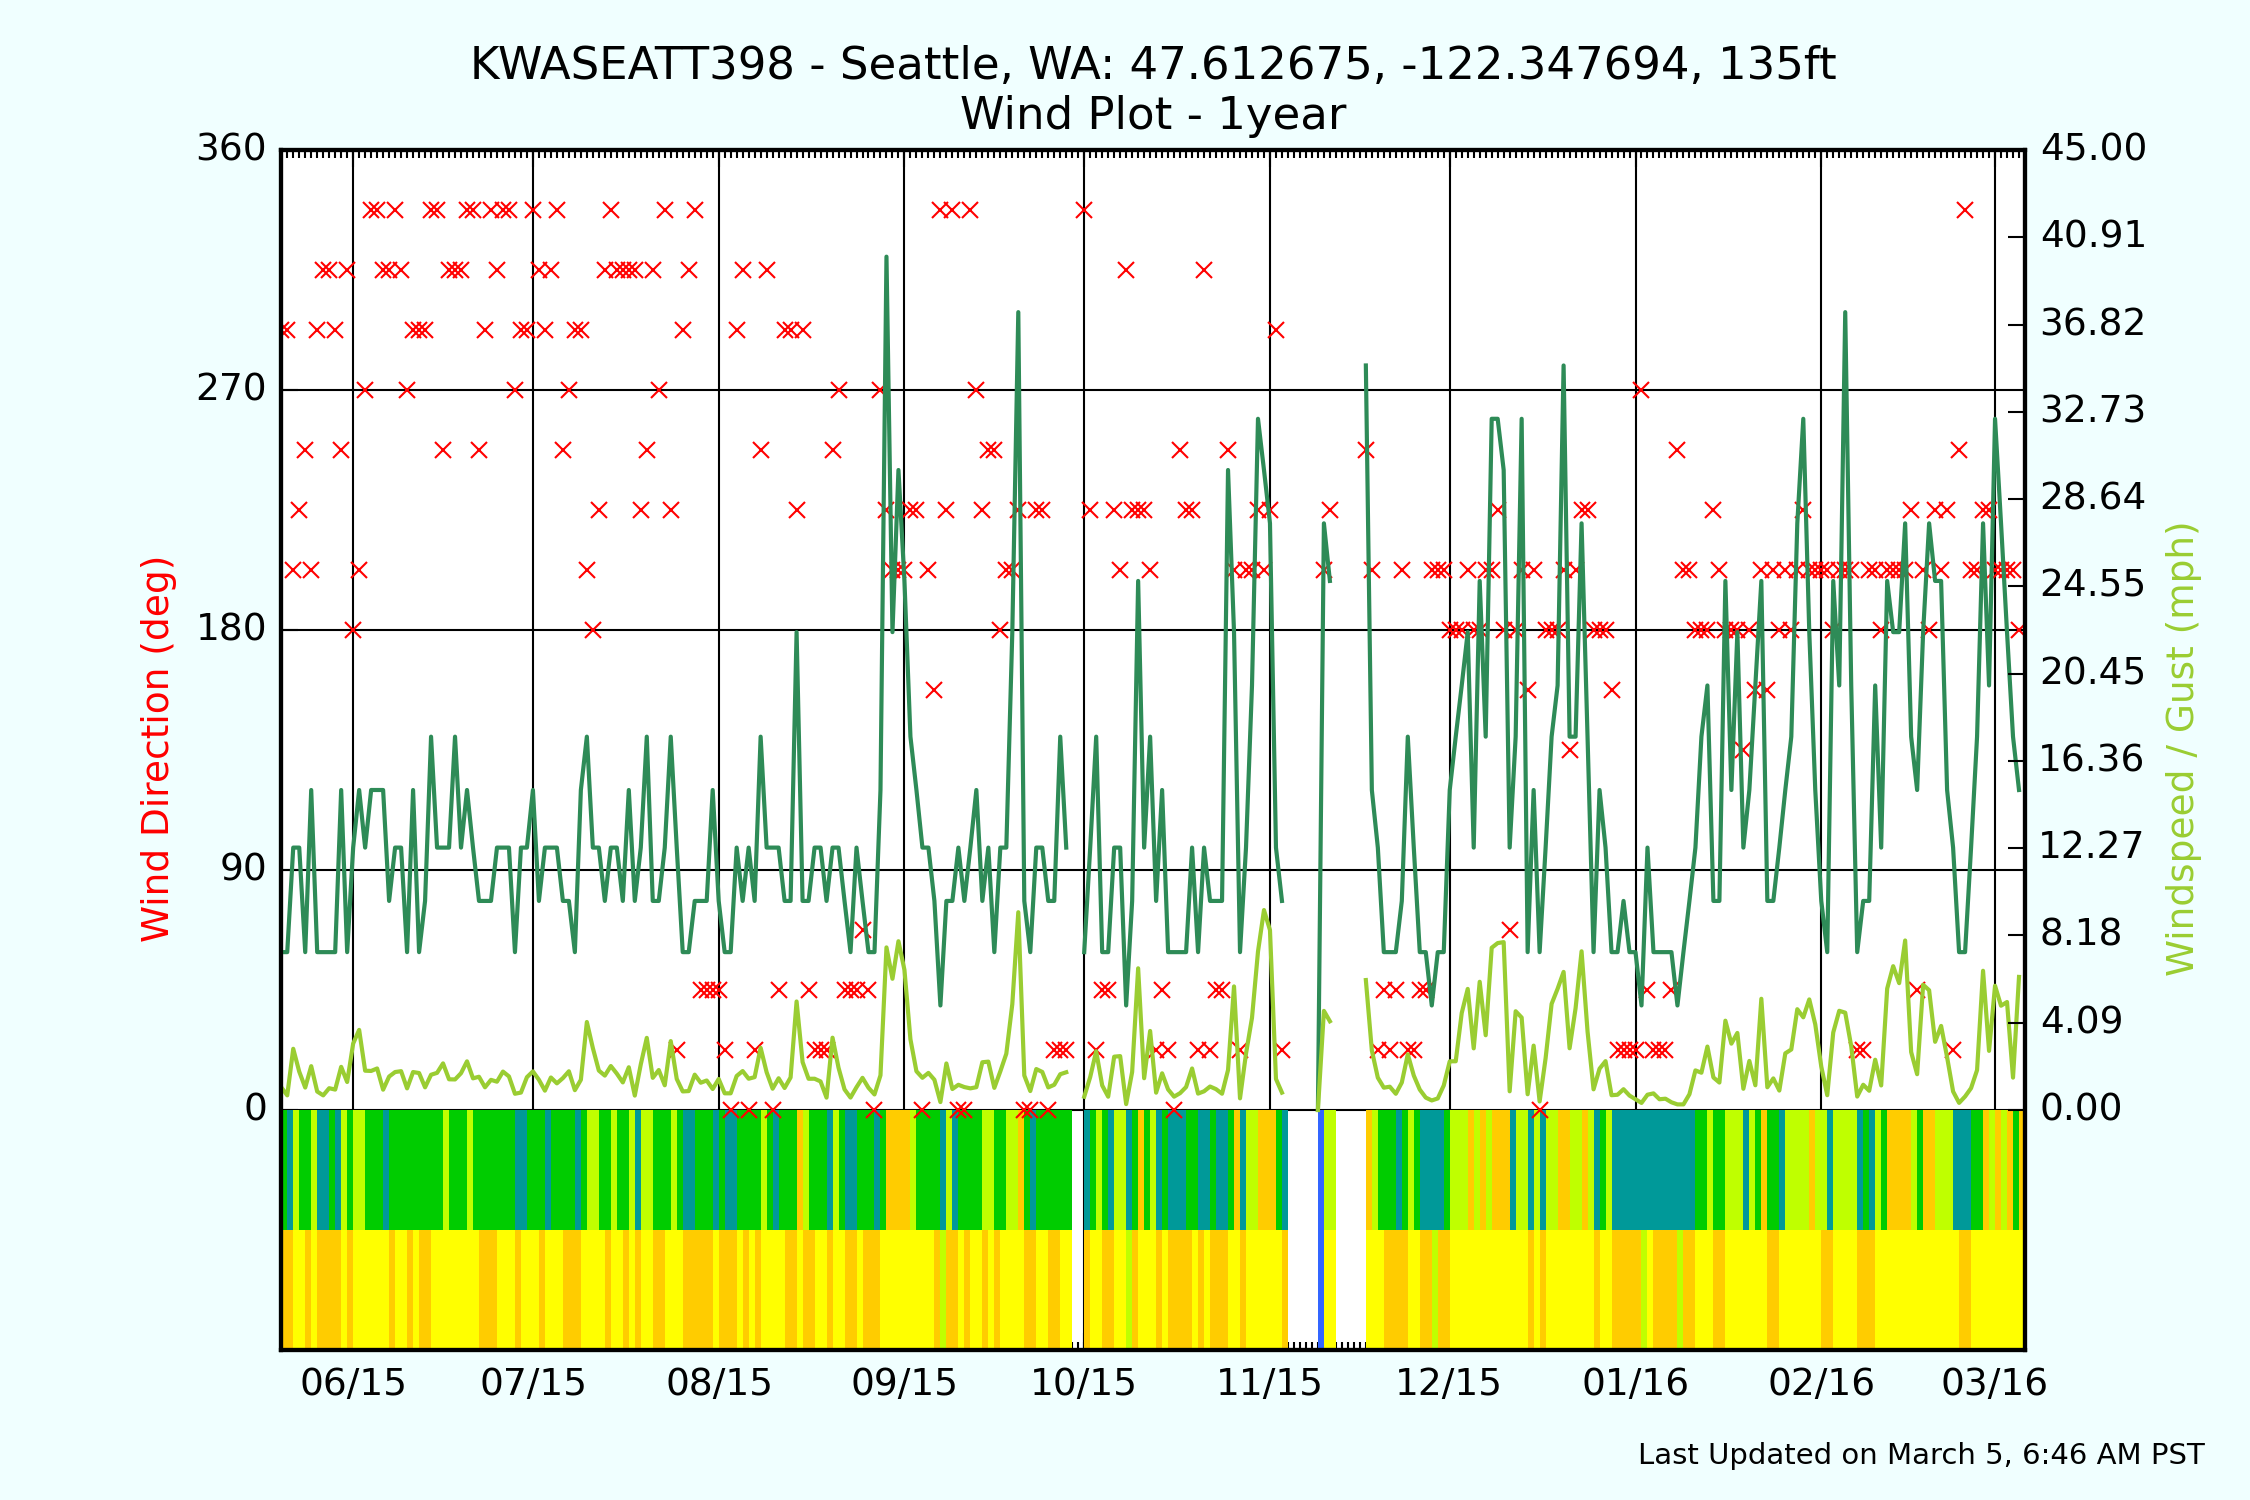 KWASEATT398 - Seattle, WA: 47.612675, -122.347694, 135ft
Wind Plot - 1year
Wind Direction (deg)
360
270
180
90
0
45.00
40.91
36.82
32.73
28.64
24.55
20.45
16.36
12.27
8.18
4.09
0.00
Windspeed / Gust (mph)
06/15 07/15 08/15 09/15 10/15 11/15 12/15 01/16 02/16 03/16
Last Updated on March 5, 6:46 AM PST